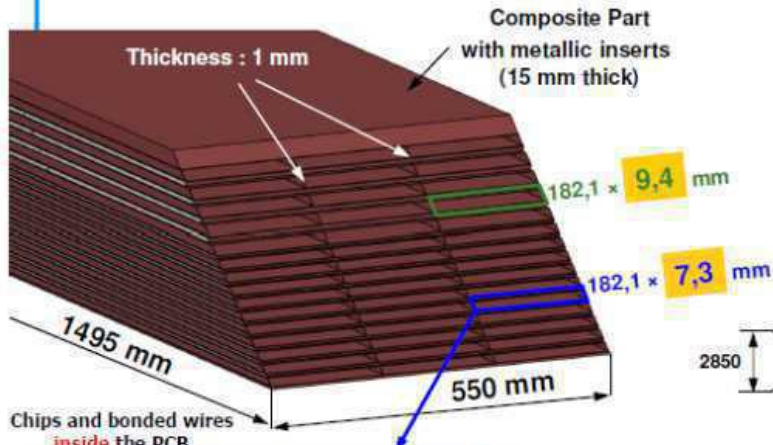 Composite Part
with metallic inserts
(15 mm thick)
Thickness : 1 mm
182,1 × 9,4 mm
182,1 × 7,3 mm
1495 mm
550 mm
2850
Chips and bonded wires
inside the PCB